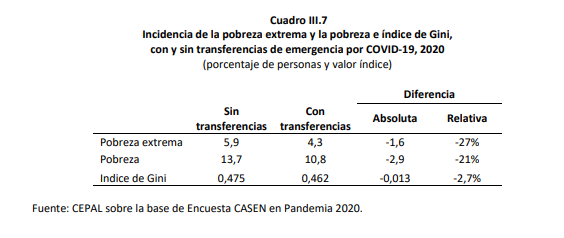 Cuadro III.7
Incidencia de la pobreza extrema y la pobreza e índice de Gini,
con y sin transferencias de emergencia por COVID-19, 2020
(porcentaje de personas y valor índice)
Diferencia
Sin transferencias Con transferencias Absoluta Relativa
Pobreza extrema 5,9 4,3 -1,6 -27%
Pobreza 13,7 10,8 -2,9 -21%
Indice de Gini 0,475 0,462 -0,013 -2,7%
Fuente: CEPAL sobre la base de Encuesta CASEN en Pandemia 2020.